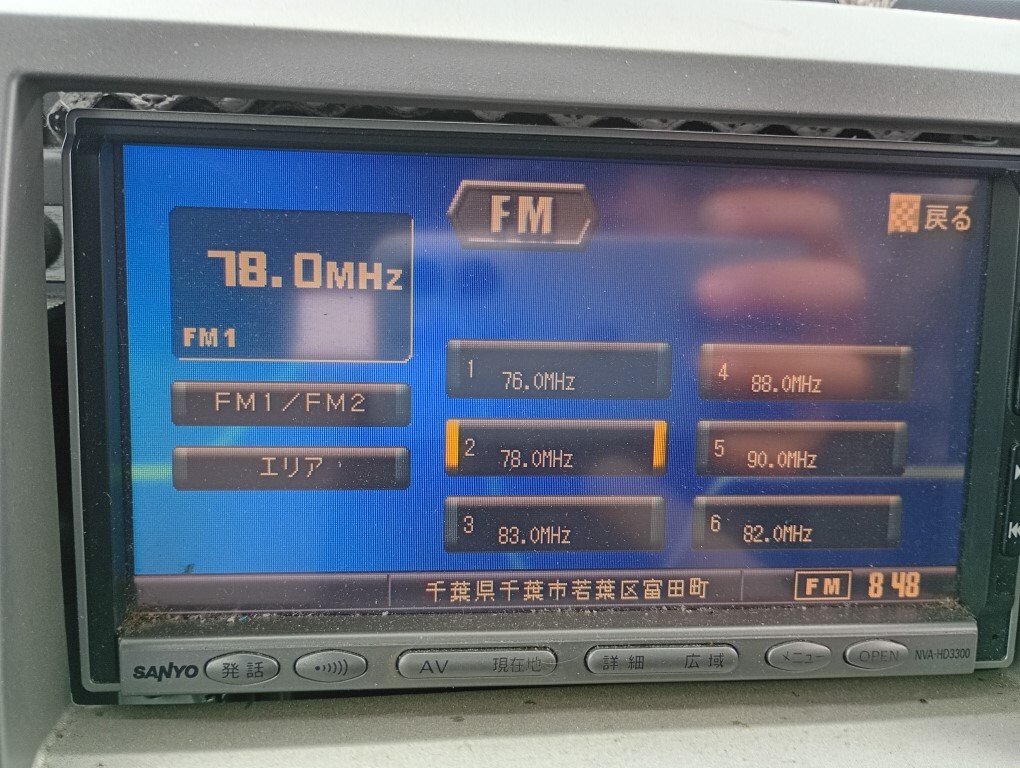 FM
戻る
78.0MHz
FM1
FM1/FM2
エリア
1 76.0MHz
2 78.0MHz
3 83.0MHz
4 88.0MHz
5 90.0MHz
6 82.0MHz
千葉県千葉市若葉区富田町
FM 8 48
SANYO 発話 AV 現在地 詳細 広域 メニュー OPEN NVA-HD3300